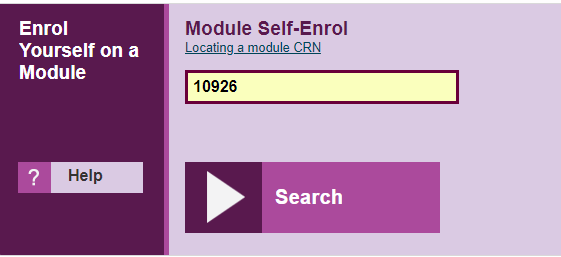 Enrol
Yourself on a
Module
? Help
Module Self-Enrol
Locating a module CRN
10926
Search